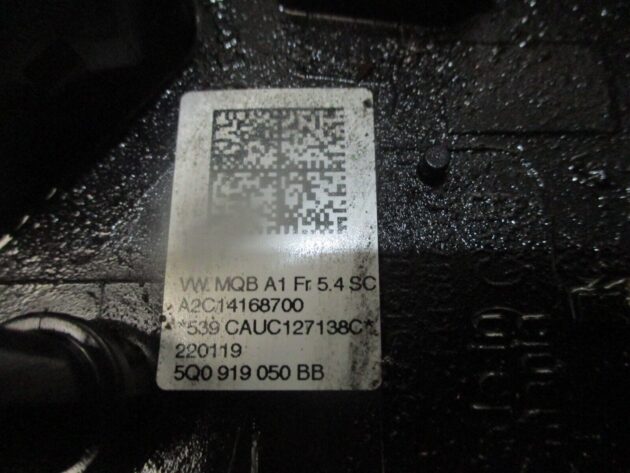 VW. MQB A1 Fr 5.4 SC
A2C14168700
*539 CAUC127138C*
220119
5Q0 919 050 BB